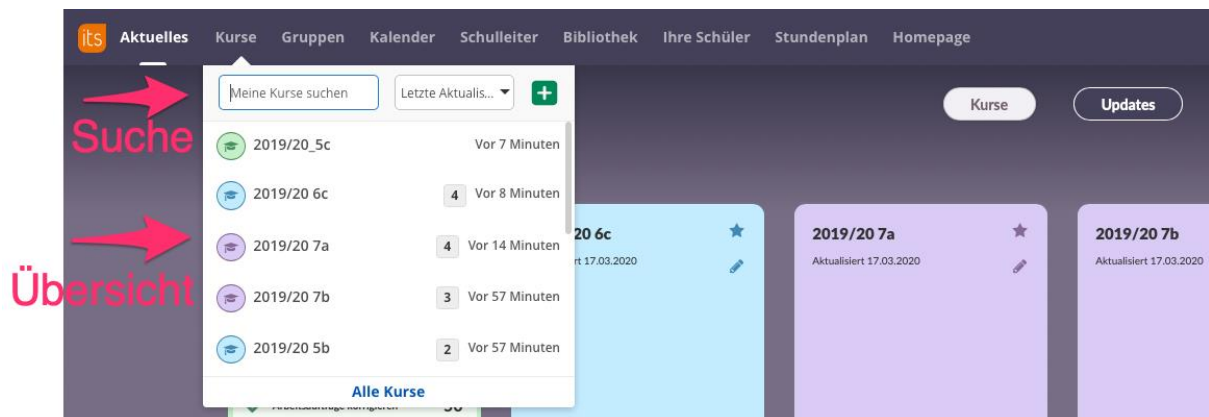 its Aktuelles Kurse Gruppen Kalender Schulleiter Bibliothek Ihre Schüler Stundenplan Homepage
Meine Kurse suchen Letzte Aktualis...
Kurse Updates
Suche
2019/20_5c Vor 7 Minuten
2019/20 6c 4 Vor 8 Minuten
2019/20 7a 4 Vor 14 Minuten
Übersicht
2019/20 7b 3 Vor 57 Minuten
2019/20 5b 2 Vor 57 Minuten
Alle Kurse
20 6c
rt 17.03.2020
2019/20 7a
Aktualisiert 17.03.2020
2019/20 7b
Aktualisiert 17.03.2020